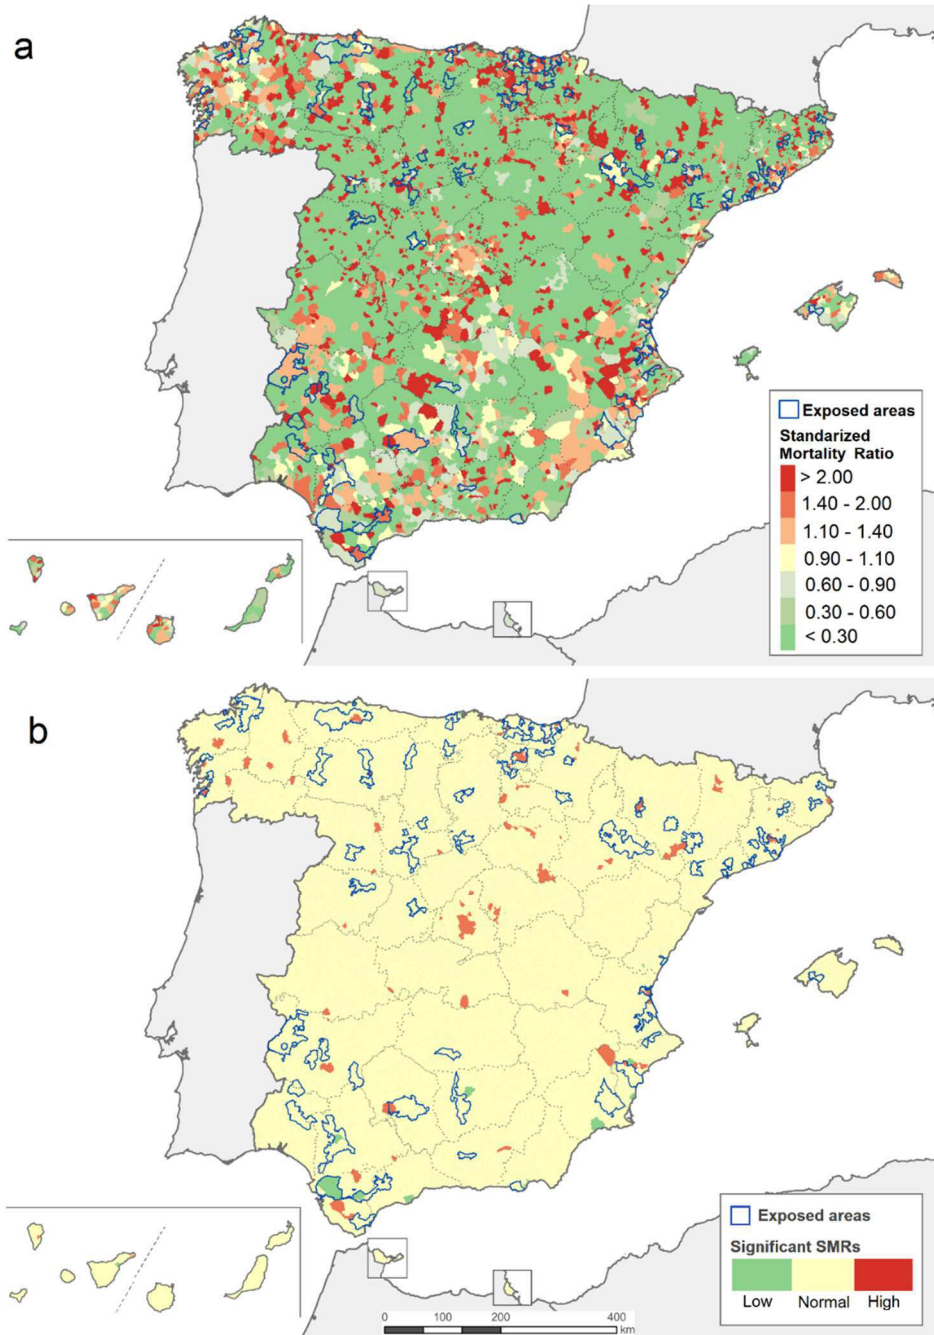 a
Exposed areas
Standarized
Mortality Ratio
> 2.00
1.40 - 2.00
1.10 - 1.40
0.90 - 1.10
0.60 - 0.90
0.30 - 0.60
< 0.30
b
Exposed areas
Significant SMRs
Low Normal High
0 100 200 400
km